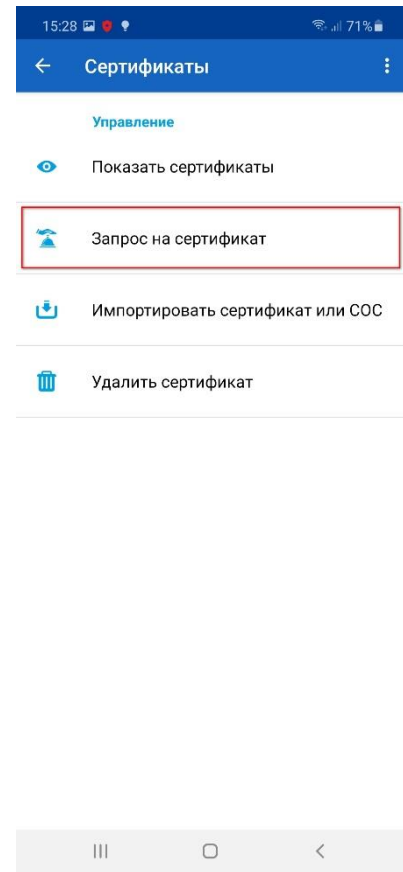 15:28 71%
Сертификаты
Управление
Показать сертификаты
Запрос на сертификат
Импортировать сертификат или СОС
Удалить сертификат